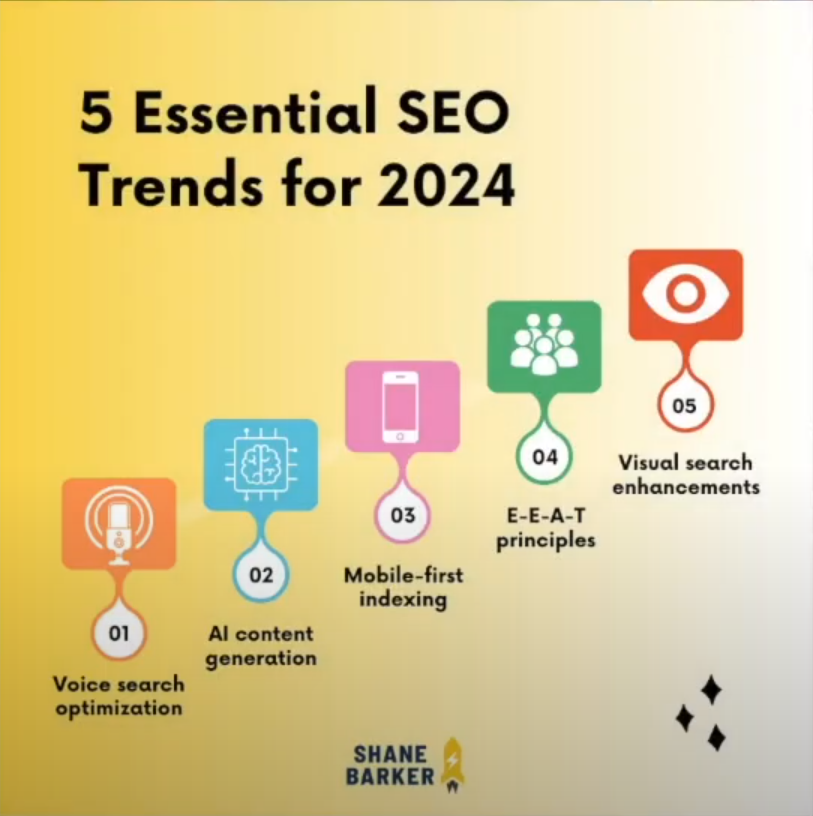 5 Essential SEO
Trends for 2024
01
Voice search
optimization
02
AI content
generation
03
Mobile-first
indexing
04
E-E-A-T
principles
05
Visual search
enhancements
SHANE
BARKER